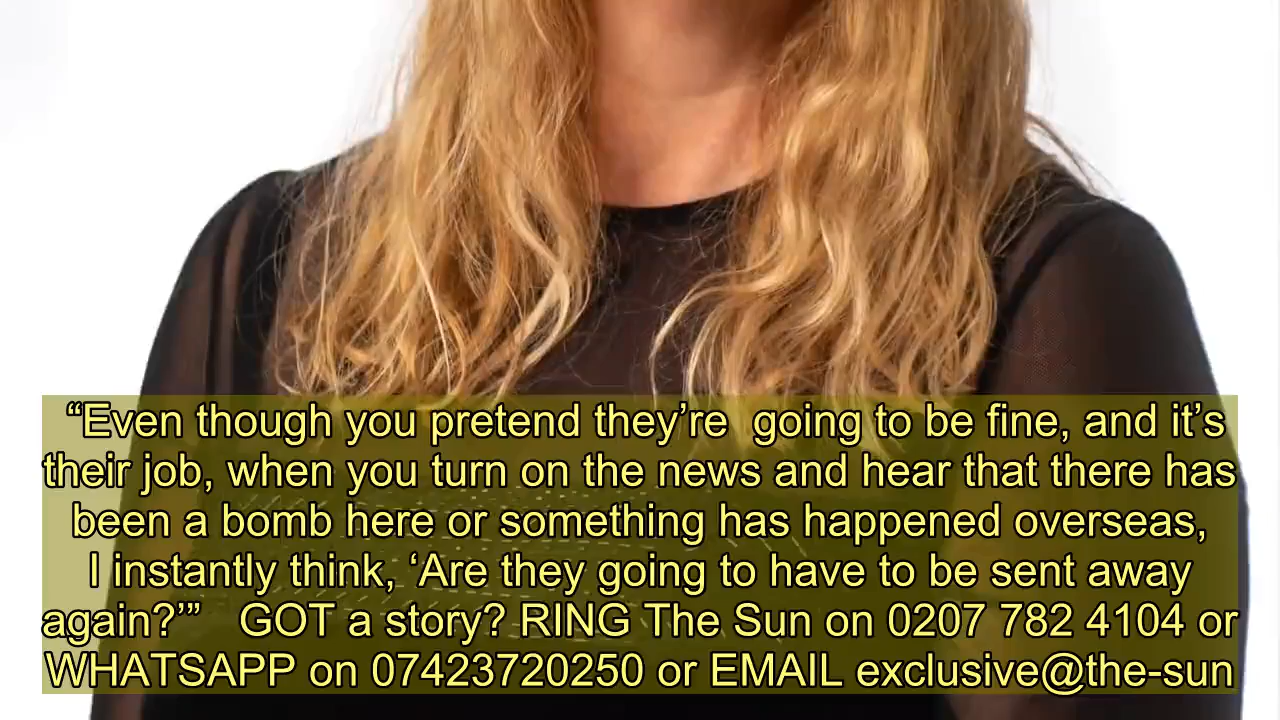 “Even though you pretend they’re  going to be fine, and it’s
their job, when you turn on the news and hear that there has
been a bomb here or something has happened overseas,
I instantly think, ‘Are they going to have to be sent away
again?’”   GOT a story? RING The Sun on 0207 782 4104 or
WHATSAPP on 07423720250 or EMAIL exclusive@the-sun